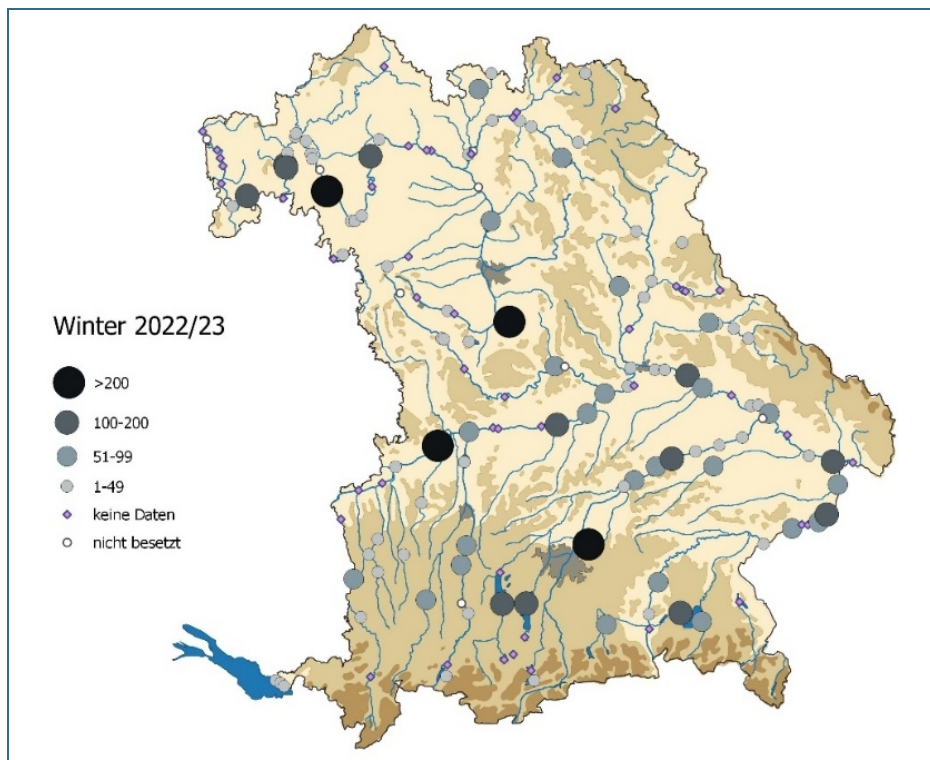 Winter 2022/23
>200
100-200
51-99
1-49
keine Daten
nicht besetzt